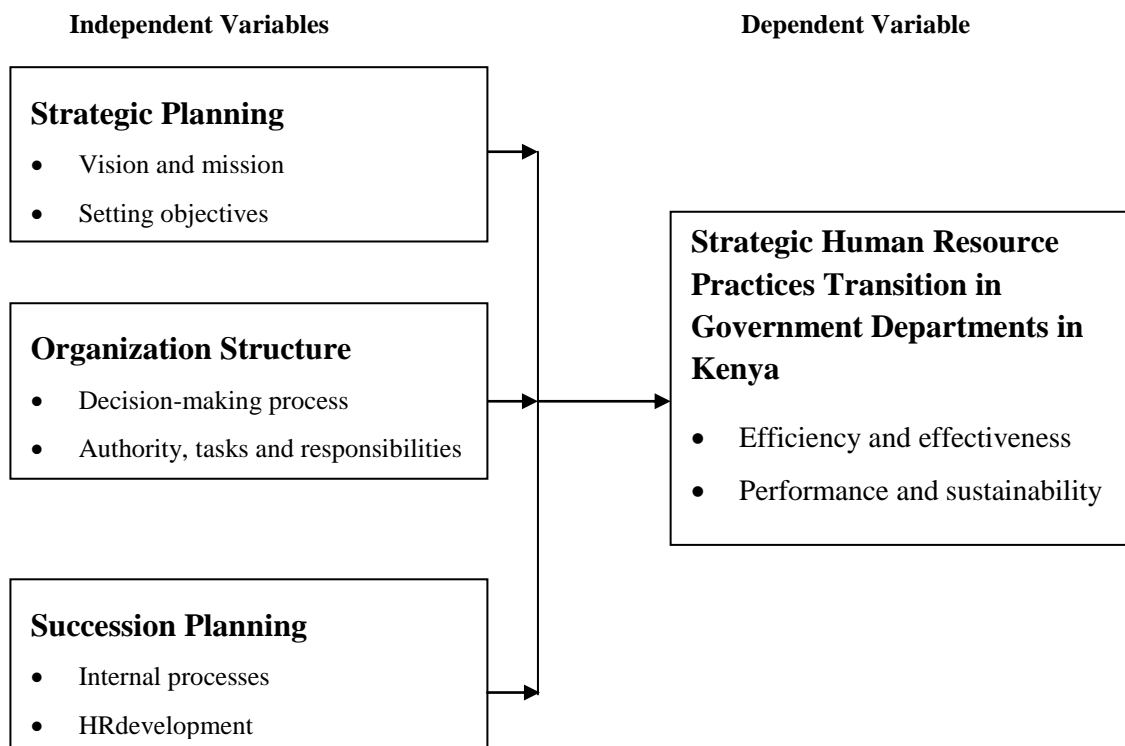 Independent Variables
Dependent Variable
Strategic Planning
• Vision and mission
• Setting objectives
Organization Structure
• Decision-making process
• Authority, tasks and responsibilities
Succession Planning
• Internal processes
• HRdevelopment
Strategic Human Resource
Practices Transition in
Government Departments in
Kenya
• Efficiency and effectiveness
• Performance and sustainability